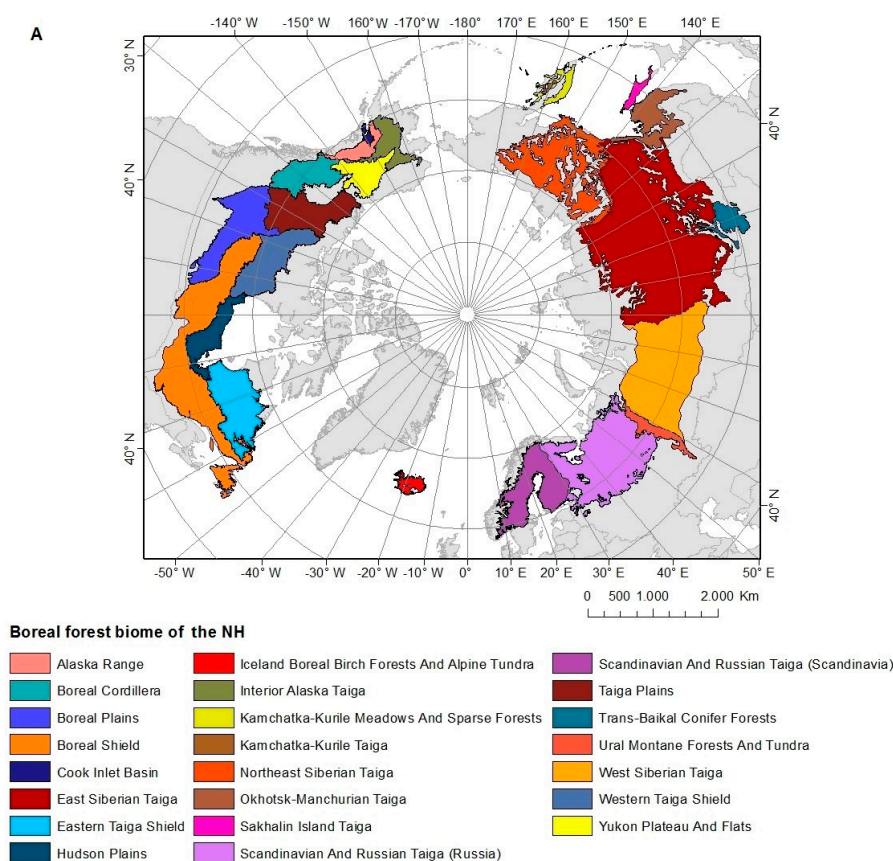 A
-140° W -150° W -160° W -170° W -180° 170° E 160° E 150° E 140° E
30° N
40° N
40° N
40° N
40° N
-50° W -40° W -30° W -20° W -10° W 0° 10° E 20° E 30° E 40° E 50° E
0 500 1.000 2.000 Km
Boreal forest biome of the NH
Alaska Range
Boreal Cordillera
Boreal Plains
Boreal Shield
Cook Inlet Basin
East Siberian Taiga
Eastern Taiga Shield
Hudson Plains
Iceland Boreal Birch Forests And Alpine Tundra
Interior Alaska Taiga
Kamchatka-Kurile Meadows And Sparse Forests
Kamchatka-Kurile Taiga
Northeast Siberian Taiga
Okhotsk-Manchurian Taiga
Sakhalin Island Taiga
Scandinavian And Russian Taiga (Russia)
Scandinavian And Russian Taiga (Scandinavia)
Taiga Plains
Trans-Baikal Conifer Forests
Ural Montane Forests And Tundra
West Siberian Taiga
Western Taiga Shield
Yukon Plateau And Flats